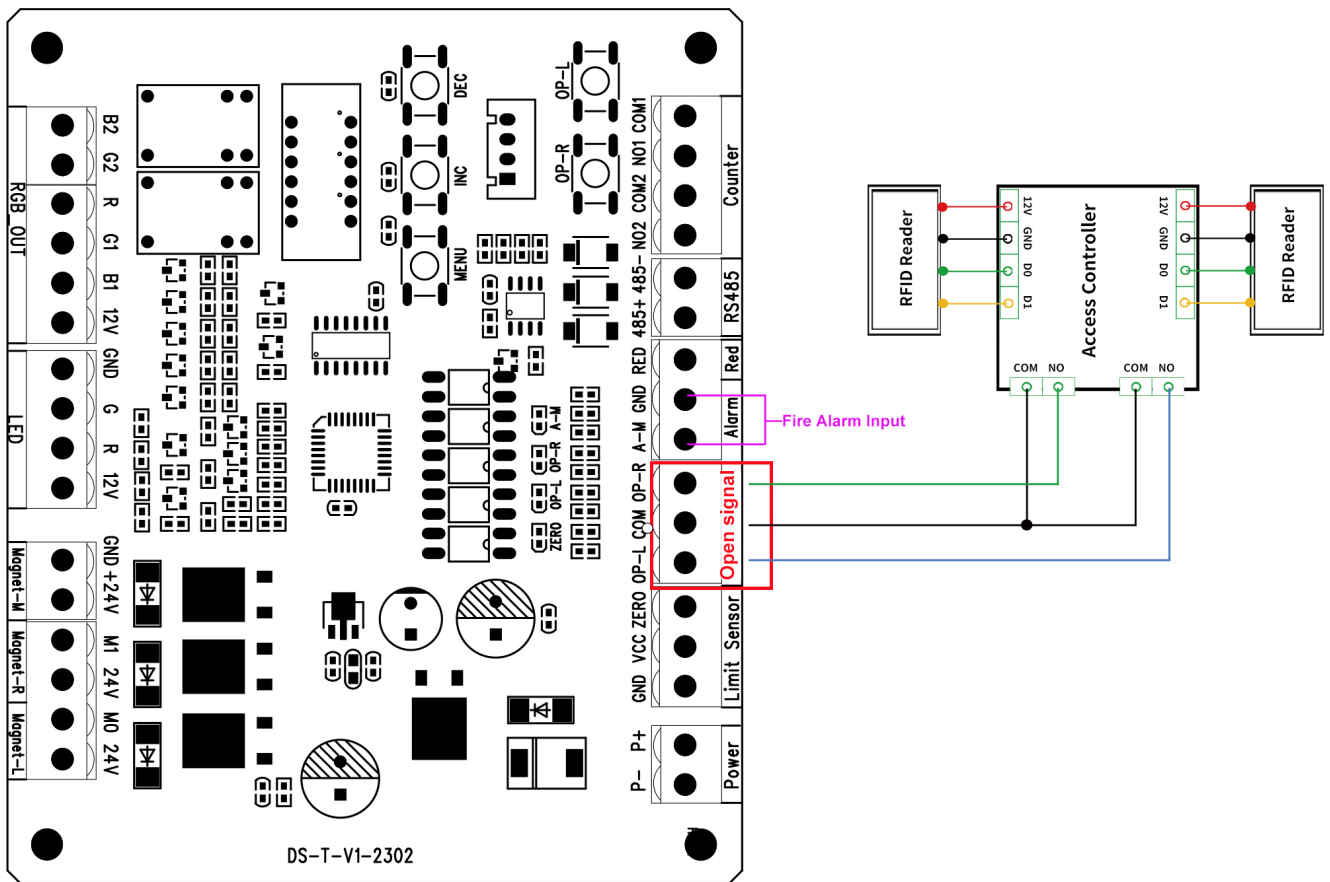 B2
G2
R
G1
B1
12V
RGB_OUT
GND
G
R
12V
LED
GND
+24V
Magnet-M
M1
24V
Magnet-R
M0
24V
Magnet-L
DEC
INC
MENU
OP-L
OP-R
A-M
OP-R
OP-L
ZERO
COM1
NO1
COM2
NO2
Counter
485-
485+
RS485
RED
Red
GND
A-M
Alarm
OP-R
COM
OP-L
Open signal
ZERO
VCC
GND
Limit Sensor
P+
P-
Power
DS-T-V1-2302
Fire Alarm Input
RFID Reader
12V
GND
D0
D1
Access Controller
12V
GND
D0
D1
RFID Reader
COM NO
COM NO